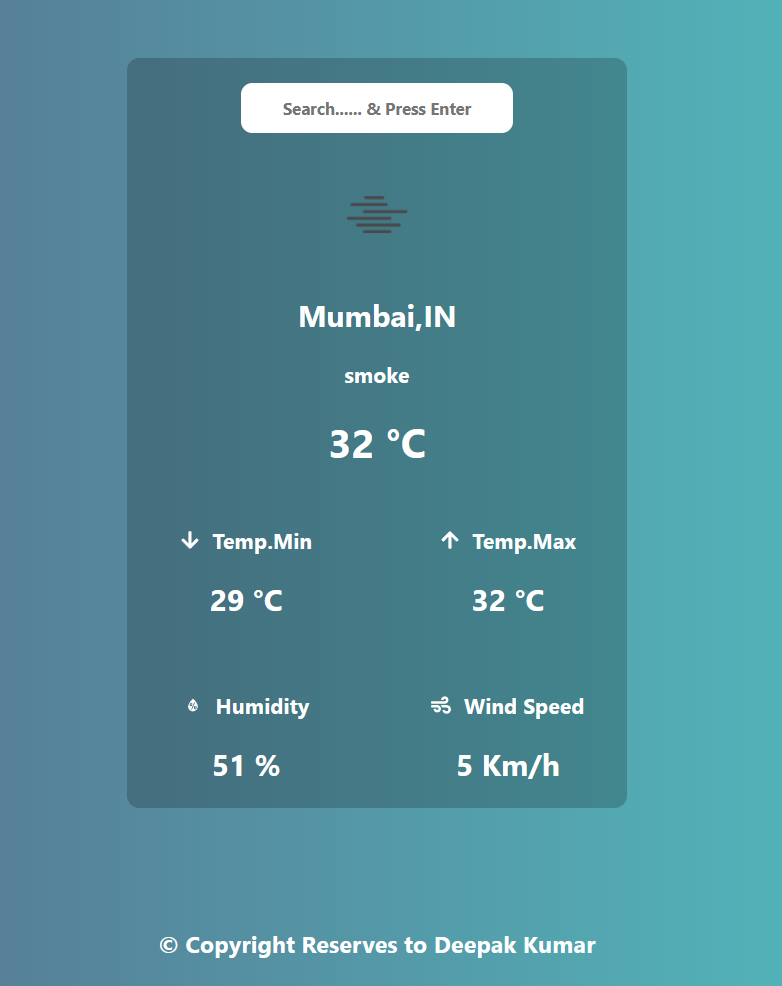 Search...... & Press Enter
Mumbai,IN
smoke
32 °C
Temp.Min Temp.Max
29 °C 32 °C
Humidity Wind Speed
51 % 5 Km/h
© Copyright Reserves to Deepak Kumar